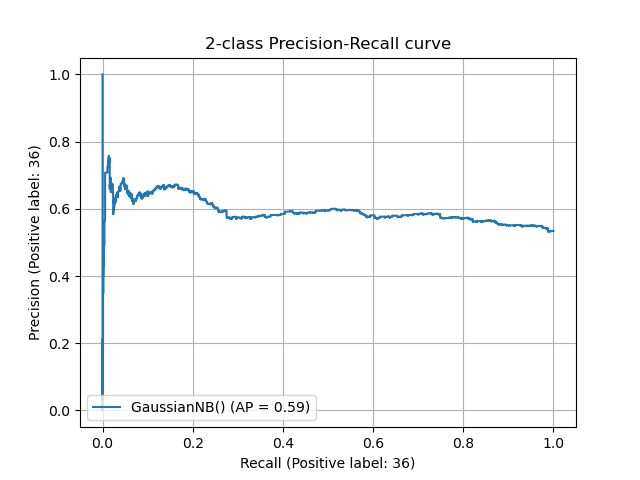 2-class Precision-Recall curve
Precision (Positive label: 36)
1.0
0.8
0.6
0.4
0.2
0.0
GaussianNB() (AP = 0.59)
0.0 0.2 0.4 0.6 0.8 1.0
Recall (Positive label: 36)